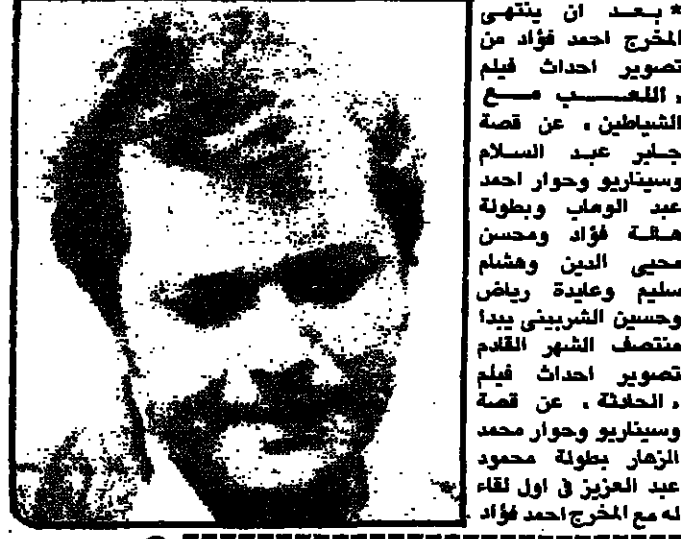 * بعد ان ينتهى
المخرج احمد فؤاد من
تصوير احداث فيلم
« اللعب مع
الشياطين » عن قصة
جابر عبد السلام
وسيناريو وحوار احمد
عبد الوهاب وبطولة
هالة فؤاد ومحسن
محيى الدين وهشام
سليم وعايدة رياض
وحسين الشربينى يبدا
منتصف الشهر القادم
تصوير احداث فيلم
« الحادثة » عن قصة
وسيناريو وحوار محمد
الزهار بطولة محمود
عبد العزيز فى اول لقاء
له مع المخرج احمد فؤاد